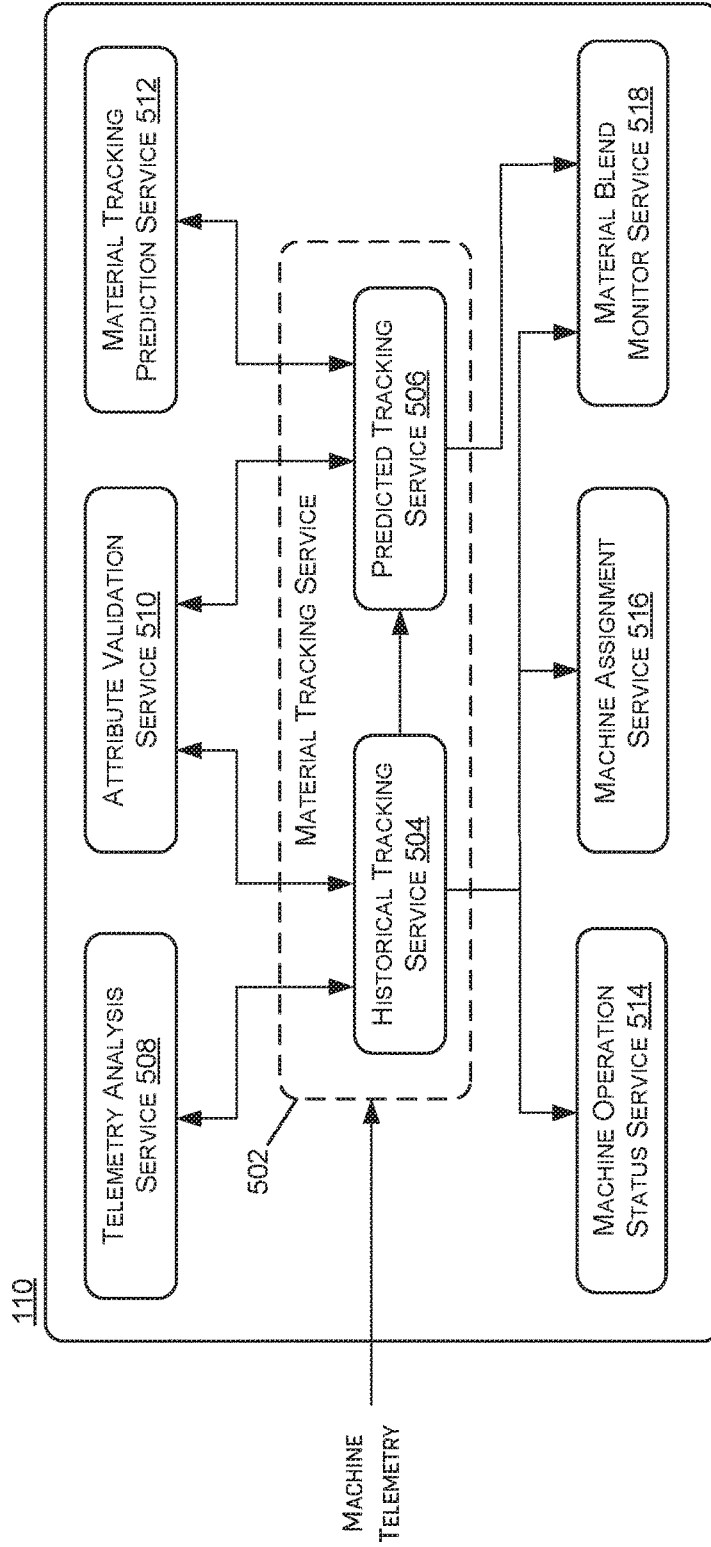 110
TELEMETRY ANALYSIS
SERVICE 508
ATTRIBUTE VALIDATION
SERVICE 510
MATERIAL TRACKING
PREDICTION SERVICE 512
502
MATERIAL TRACKING SERVICE
MACHINE
TELEMETRY
HISTORICAL TRACKING
SERVICE 504
PREDICTED TRACKING
SERVICE 506
MACHINE OPERATION
STATUS SERVICE 514
MACHINE ASSIGNMENT
SERVICE 516
MATERIAL BLEND
MONITOR SERVICE 518